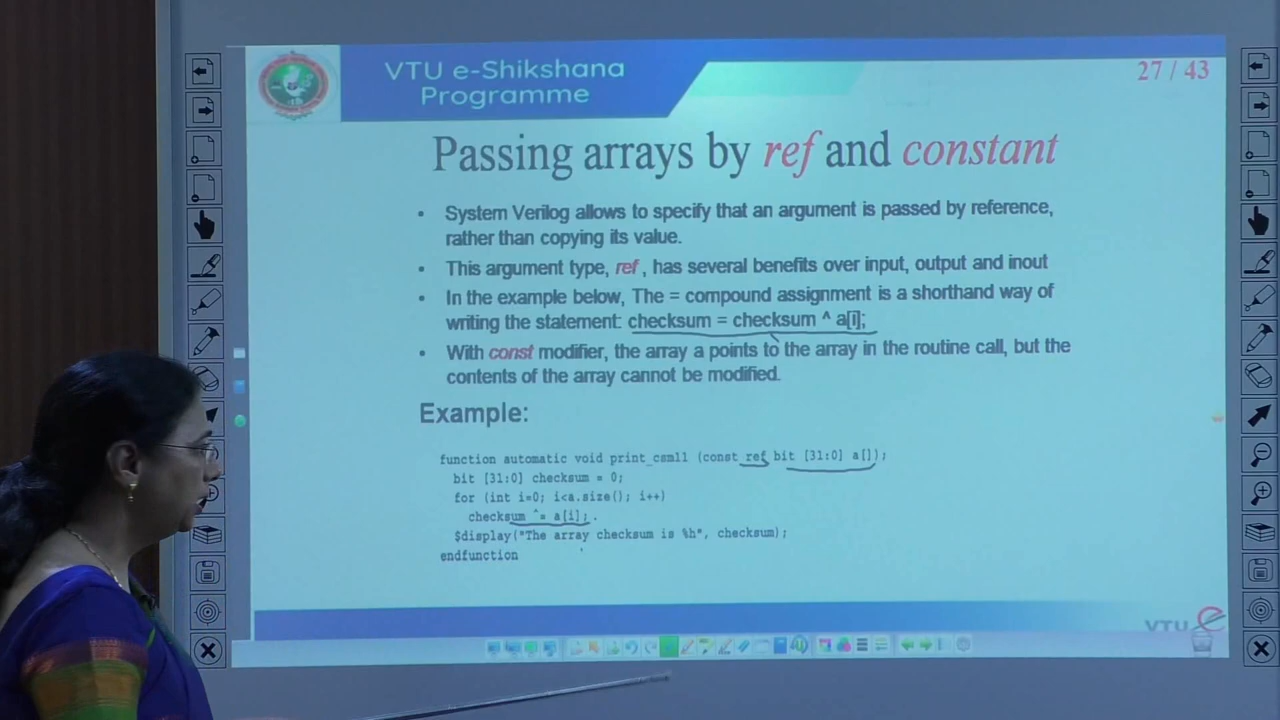 VTU e-Shikshana
Programme
27 / 43
Passing arrays by ref and constant
• System Verilog allows to specify that an argument is passed by reference,
rather than copying its value.
• This argument type, ref , has several benefits over input, output and inout
• In the example below, The = compound assignment is a shorthand way of
writing the statement: checksum = checksum ^ a[i];
• With const modifier, the array a points to the array in the routine call, but the
contents of the array cannot be modified.
Example:
function automatic void print_csm11 (const ref bit [31:0] a[]);
bit [31:0] checksum = 0;
for (int i=0; i<a.size(); i++)
checksum ^= a[i];
$display("The array checksum is %h", checksum);
endfunction
VTU e